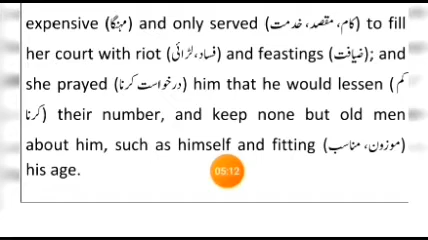 expensive (مہنگا) and only served (کام، مقصد، خدمت) to fill
her court with riot (فساد،لڑائی) and feastings (ضیافت); and
she prayed (درخواست کرنا) him that he would lessen (کم
کرنا) their number, and keep none but old men
about him, such as himself and fitting (موزوں، مناسب)
his age.
05:12